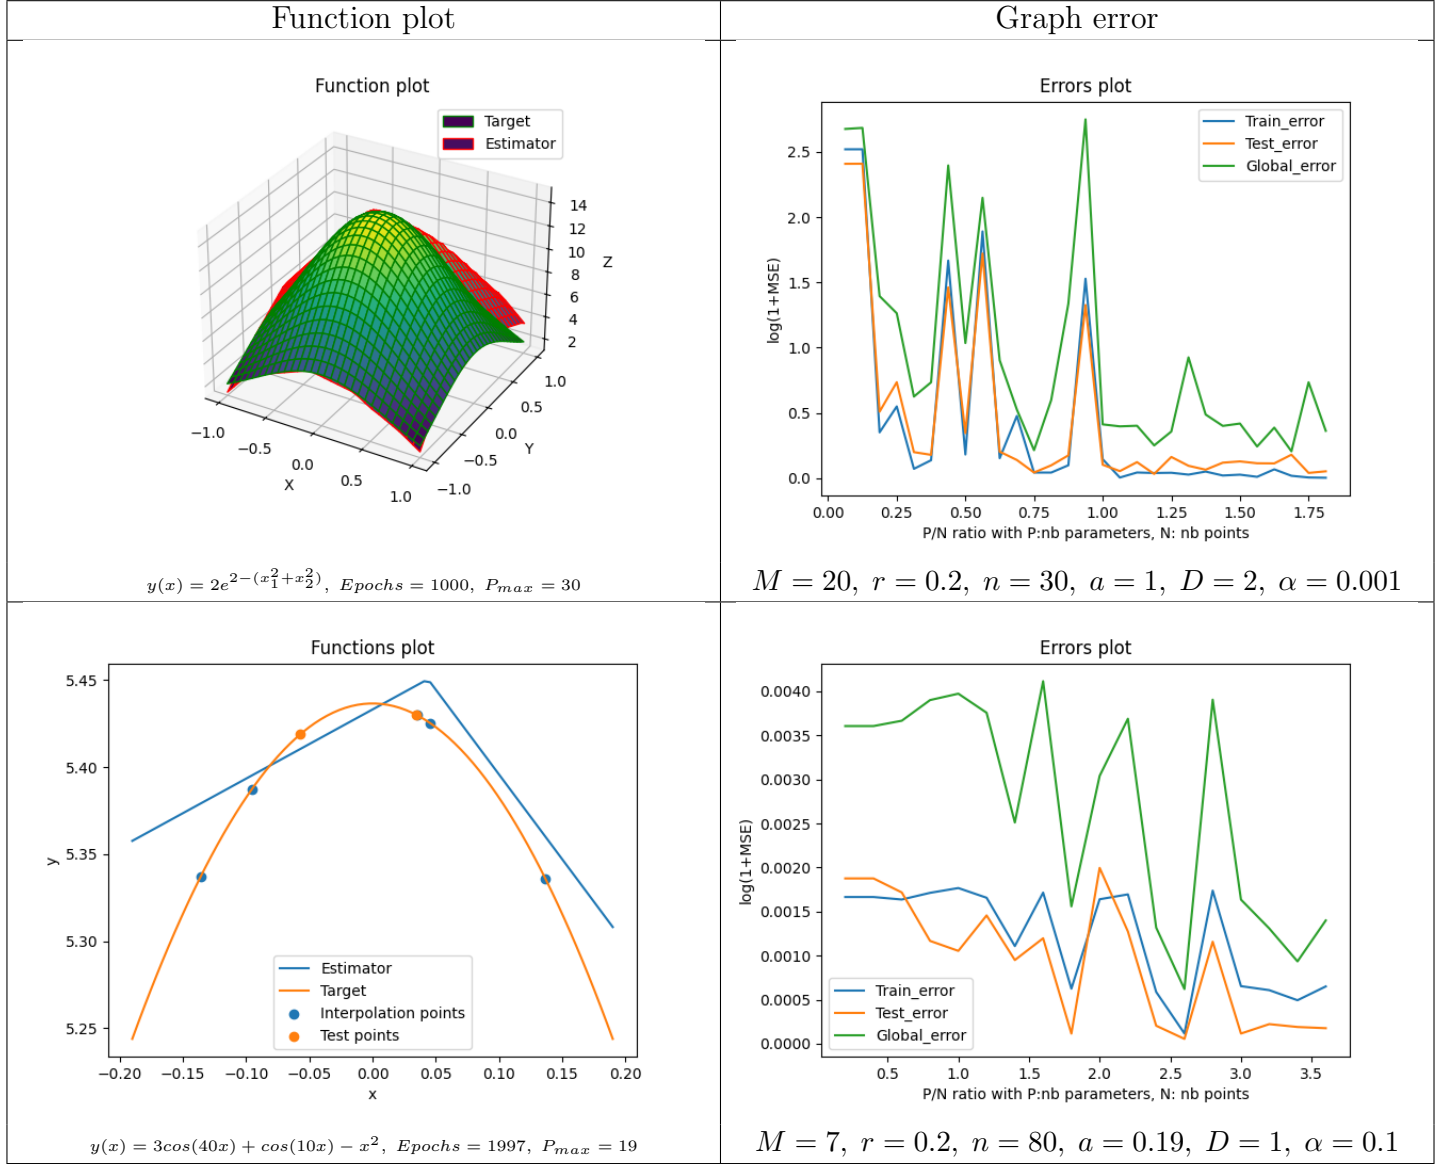 Function plot
Graph error
Function plot
Target
Estimator
14
12
10
8
6
4
2
Z
−1.0
−0.5
0.0
0.5
1.0
X
−1.0
−0.5
0.0
0.5
1.0
Y
y(x) = 2e^{2−(x_1^2+x_2^2)}, Epochs = 1000, P_{max} = 30
Errors plot
Train_error
Test_error
Global_error
2.5
2.0
1.5
1.0
0.5
0.0
log(1+MSE)
0.00 0.25 0.50 0.75 1.00 1.25 1.50 1.75
P/N ratio with P:nb parameters, N: nb points
M = 20, r = 0.2, n = 30, a = 1, D = 2, α = 0.001
Functions plot
5.45
5.40
5.35
5.30
5.25
y
Estimator
Target
Interpolation points
Test points
−0.20 −0.15 −0.10 −0.05 0.00 0.05 0.10 0.15 0.20
x
y(x) = 3cos(40x) + cos(10x) − x^2, Epochs = 1997, P_{max} = 19
Errors plot
0.0040
0.0035
0.0030
0.0025
0.0020
0.0015
0.0010
0.0005
0.0000
log(1+MSE)
Train_error
Test_error
Global_error
0.5 1.0 1.5 2.0 2.5 3.0 3.5
P/N ratio with P:nb parameters, N: nb points
M = 7, r = 0.2, n = 80, a = 0.19, D = 1, α = 0.1